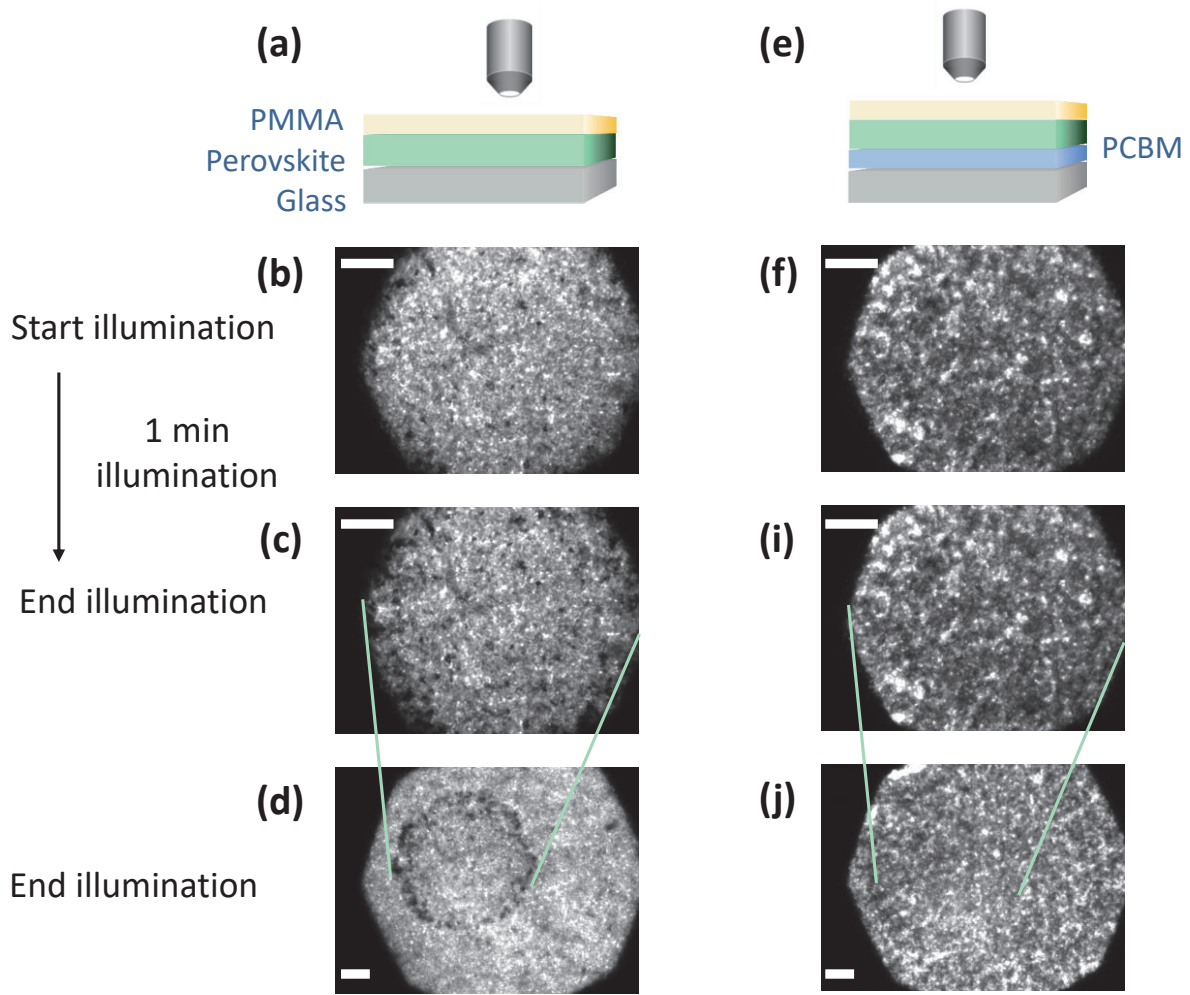 (a)
(e)
PMMA
Perovskite
Glass
PCBM
(b)
(f)
Start illumination
1 min
illumination
(c)
(i)
End illumination
(d)
(j)
End illumination